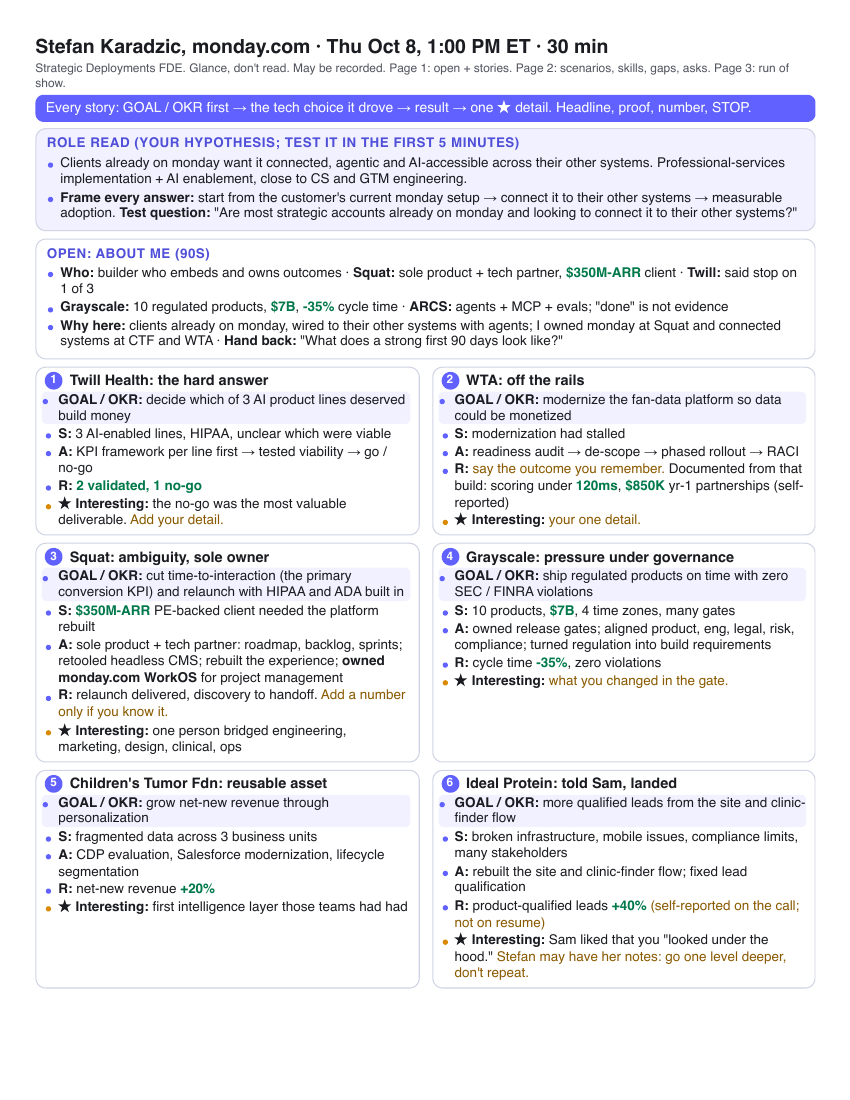 Stefan Karadzic, monday.com · Thu Oct 8, 1:00 PM ET · 30 min
Strategic Deployments FDE. Glance, don't read. May be recorded. Page 1: open + stories. Page 2: scenarios, skills, gaps, asks. Page 3: run of
show.
Every story: GOAL / OKR first → the tech choice it drove → result → one ★ detail. Headline, proof, number, STOP.
ROLE READ (YOUR HYPOTHESIS; TEST IT IN THE FIRST 5 MINUTES)
• Clients already on monday want it connected, agentic and AI-accessible across their other systems. Professional-services
implementation + AI enablement, close to CS and GTM engineering.
• Frame every answer: start from the customer's current monday setup → connect it to their other systems → measurable
adoption. Test question: "Are most strategic accounts already on monday and looking to connect it to their other systems?"
OPEN: ABOUT ME (90S)
• Who: builder who embeds and owns outcomes · Squat: sole product + tech partner, $350M-ARR client · Twill: said stop on
1 of 3
• Grayscale: 10 regulated products, $7B, -35% cycle time · ARCS: agents + MCP + evals; "done" is not evidence
• Why here: clients already on monday, wired to their other systems with agents; I owned monday at Squat and connected
systems at CTF and WTA · Hand back: "What does a strong first 90 days look like?"
1 Twill Health: the hard answer
• GOAL / OKR: decide which of 3 AI product lines deserved
build money
• S: 3 AI-enabled lines, HIPAA, unclear which were viable
• A: KPI framework per line first → tested viability → go /
no-go
• R: 2 validated, 1 no-go
• ★ Interesting: the no-go was the most valuable
deliverable. Add your detail.
2 WTA: off the rails
• GOAL / OKR: modernize the fan-data platform so data
could be monetized
• S: modernization had stalled
• A: readiness audit → de-scope → phased rollout → RACI
• R: say the outcome you remember. Documented from that
build: scoring under 120ms, $850K yr-1 partnerships (self-
reported)
• ★ Interesting: your one detail.
3 Squat: ambiguity, sole owner
• GOAL / OKR: cut time-to-interaction (the primary
conversion KPI) and relaunch with HIPAA and ADA built in
• S: $350M-ARR PE-backed client needed the platform
rebuilt
• A: sole product + tech partner: roadmap, backlog, sprints;
retooled headless CMS; rebuilt the experience; owned
monday.com WorkOS for project management
• R: relaunch delivered, discovery to handoff. Add a number
only if you know it.
• ★ Interesting: one person bridged engineering,
marketing, design, clinical, ops
4 Grayscale: pressure under governance
• GOAL / OKR: ship regulated products on time with zero
SEC / FINRA violations
• S: 10 products, $7B, 4 time zones, many gates
• A: owned release gates; aligned product, eng, legal, risk,
compliance; turned regulation into build requirements
• R: cycle time -35%, zero violations
• ★ Interesting: what you changed in the gate.
5 Children's Tumor Fdn: reusable asset
• GOAL / OKR: grow net-new revenue through
personalization
• S: fragmented data across 3 business units
• A: CDP evaluation, Salesforce modernization, lifecycle
segmentation
• R: net-new revenue +20%
• ★ Interesting: first intelligence layer those teams had had
6 Ideal Protein: told Sam, landed
• GOAL / OKR: more qualified leads from the site and clinic-
finder flow
• S: broken infrastructure, mobile issues, compliance limits,
many stakeholders
• A: rebuilt the site and clinic-finder flow; fixed lead
qualification
• R: product-qualified leads +40% (self-reported on the call;
not on resume)
• ★ Interesting: Sam liked that you "looked under the
hood." Stefan may have her notes: go one level deeper,
don't repeat.